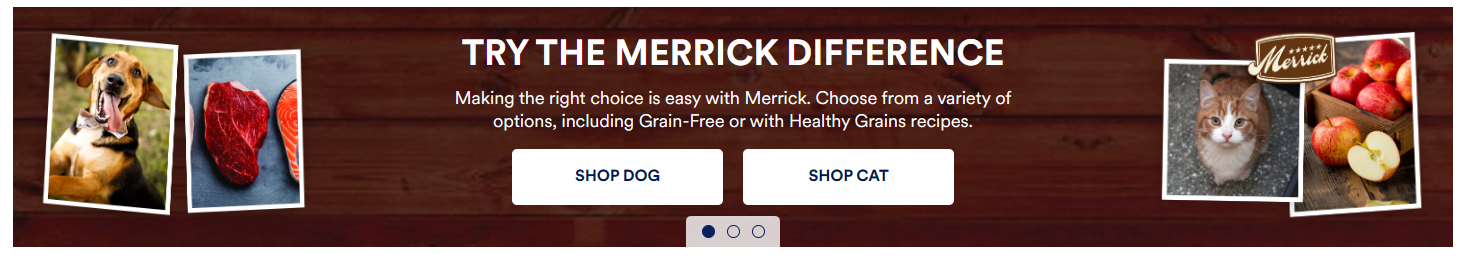 TRY THE MERRICK DIFFERENCE
Merrick
Making the right choice is easy with Merrick. Choose from a variety of
options, including Grain-Free or with Healthy Grains recipes.
SHOP DOG
SHOP CAT